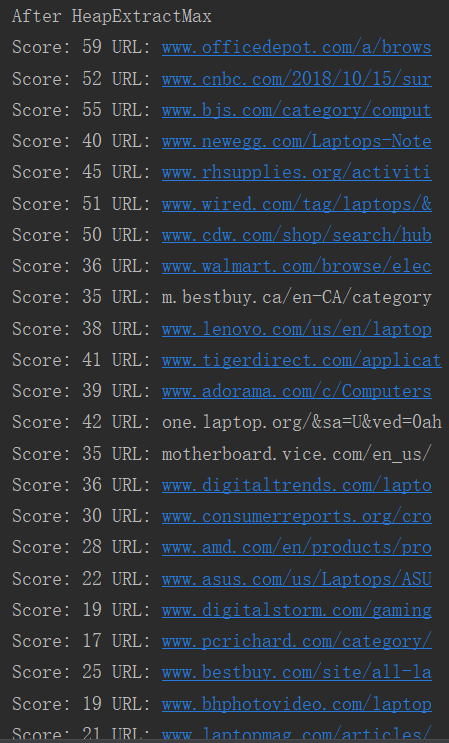 After HeapExtractMax
Score: 59 URL: www.officedepot.com/a/brows
Score: 52 URL: www.cnbc.com/2018/10/15/sur
Score: 55 URL: www.bjs.com/category/comput
Score: 40 URL: www.newegg.com/Laptops-Note
Score: 45 URL: www.rhsupplies.org/activiti
Score: 51 URL: www.wired.com/tag/laptops/&
Score: 50 URL: www.cdw.com/shop/search/hub
Score: 36 URL: www.walmart.com/browse/elec
Score: 35 URL: m.bestbuy.ca/en-CA/category
Score: 38 URL: www.lenovo.com/us/en/laptop
Score: 41 URL: www.tigerdirect.com/applicat
Score: 39 URL: www.adorama.com/c/Computers
Score: 42 URL: one.laptop.org/&sa=U&ved=0ah
Score: 35 URL: motherboard.vice.com/en_us/
Score: 36 URL: www.digitaltrends.com/lapto
Score: 30 URL: www.consumerreports.org/cro
Score: 28 URL: www.amd.com/en/products/pro
Score: 22 URL: www.asus.com/us/Laptops/ASU
Score: 19 URL: www.digitalstorm.com/gaming
Score: 17 URL: www.pcrichard.com/category/
Score: 25 URL: www.bestbuy.com/site/all-la
Score: 19 URL: www.bhphotovideo.com/laptop
Score: 21 URL: www.laptopmag.com/articles/